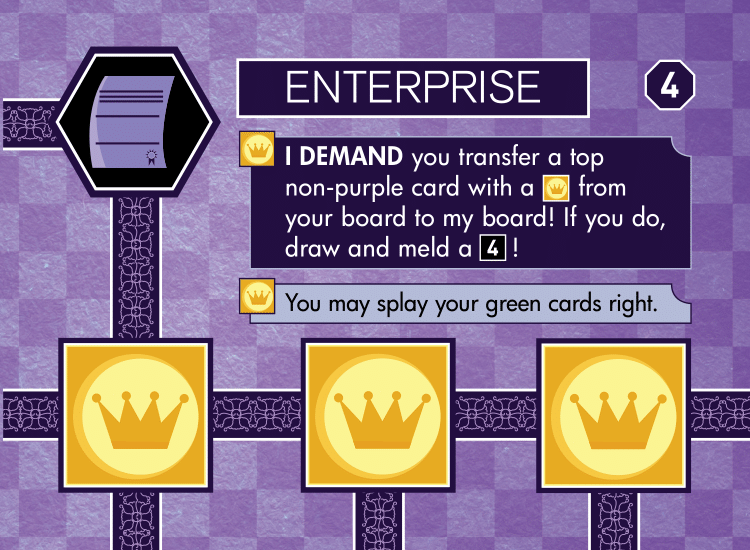 ENTERPRISE
4
I DEMAND you transfer a top
non-purple card with a from
your board to my board! If you do,
draw and meld a 4!
You may splay your green cards right.